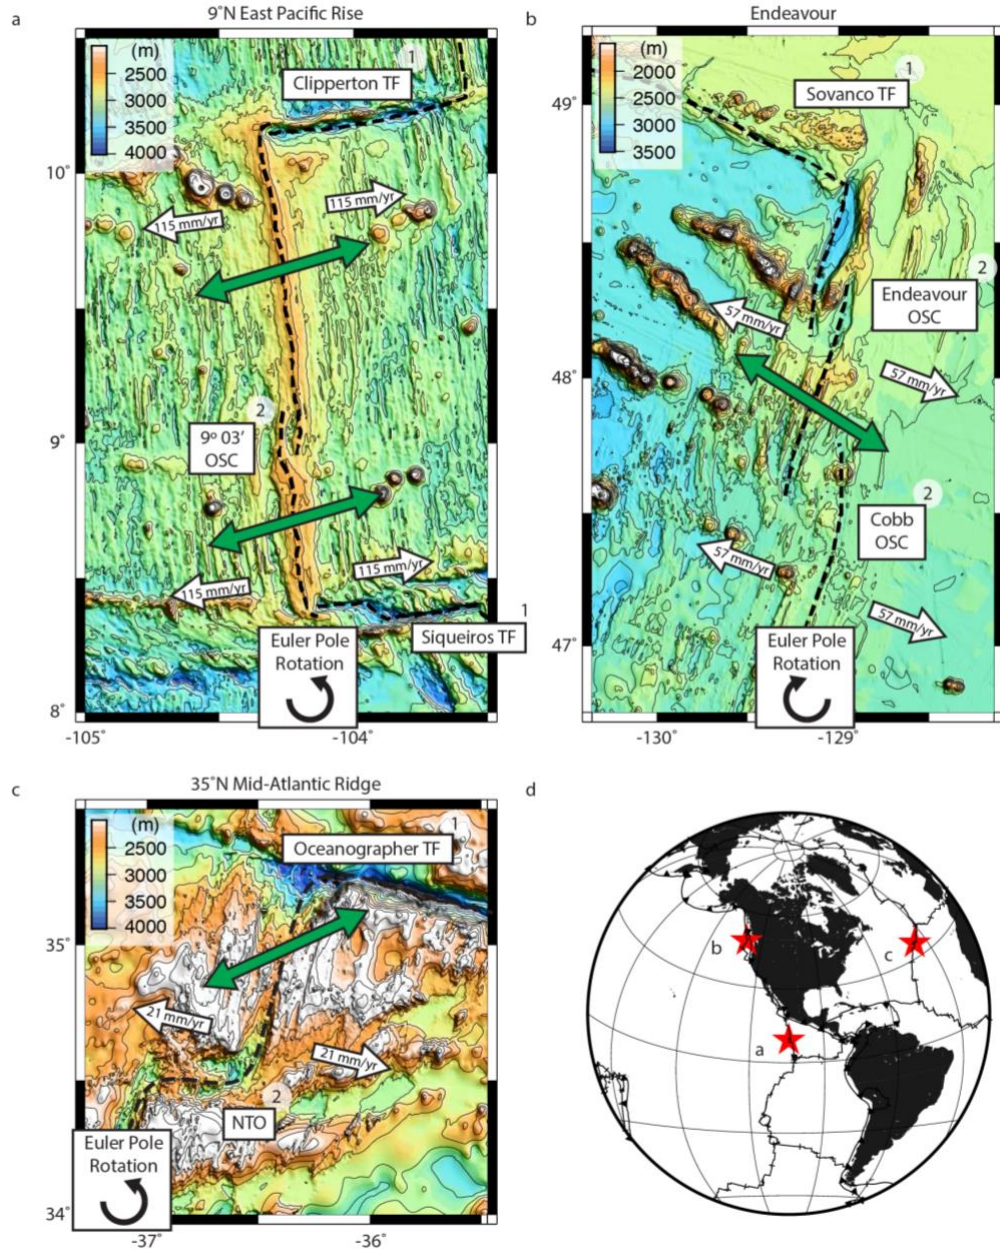 a
9˚N East Pacific Rise
(m)
2500
3000
3500
4000
1
Clipperton TF
10˚
115 mm/yr
115 mm/yr
2
9º 03′
OSC
9˚
115 mm/yr
115 mm/yr
1
Siqueiros TF
Euler Pole
Rotation
8˚
-105˚
-104˚
b
Endeavour
(m)
2000
2500
3000
3500
1
Sovanco TF
49˚
2
Endeavour
OSC
57 mm/yr
57 mm/yr
48˚
2
Cobb
OSC
57 mm/yr
57 mm/yr
47˚
Euler Pole
Rotation
-130˚
-129˚
c
35˚N Mid-Atlantic Ridge
(m)
2500
3000
3500
4000
1
Oceanographer TF
35˚
21 mm/yr
21 mm/yr
2
NTO
Euler Pole
Rotation
34˚
-37˚
-36˚
d
b
c
a